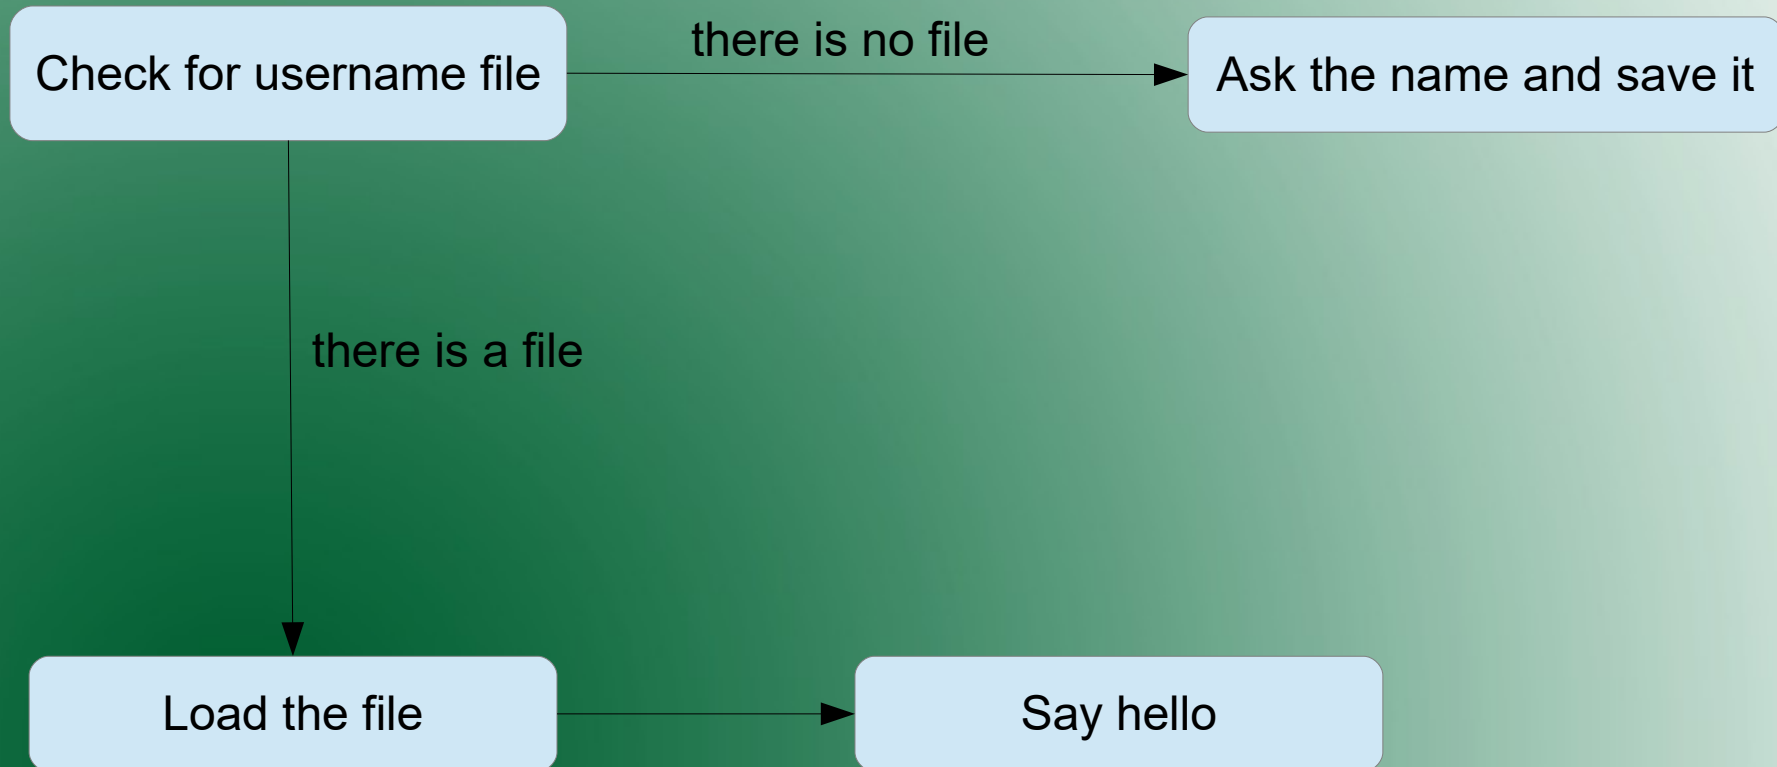 Check for username file
there is no file
Ask the name and save it
there is a file
Load the file
Say hello